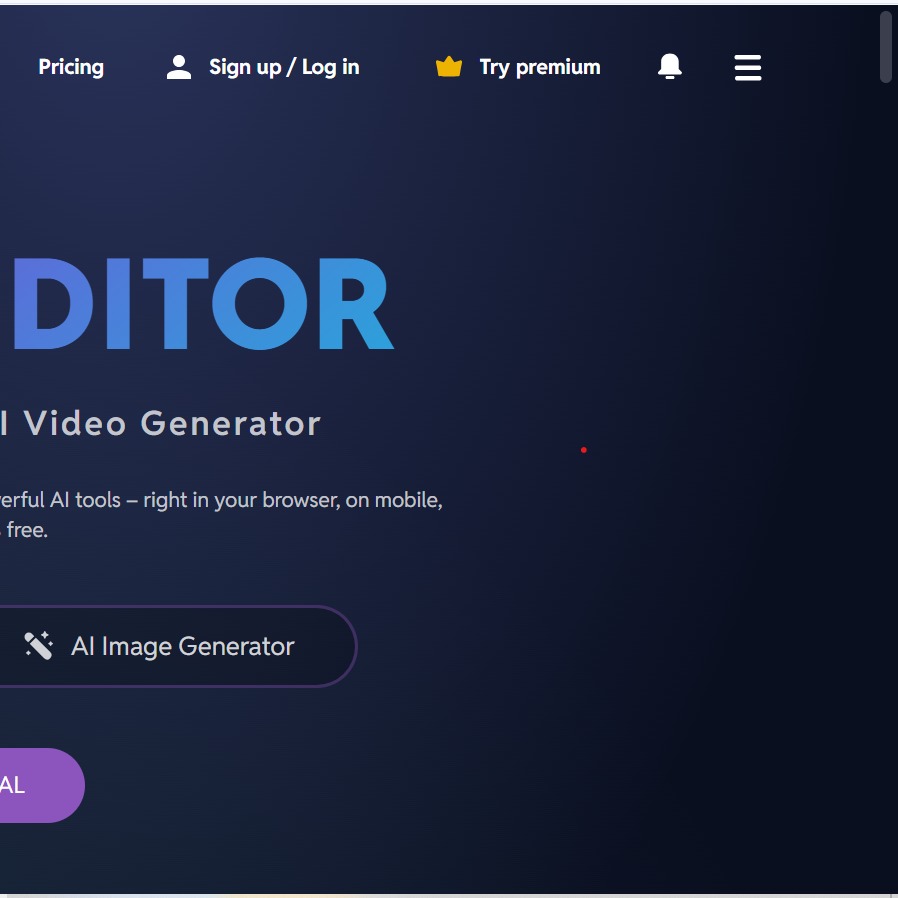 Pricing Sign up / Log in Try premium
DITOR
I Video Generator
erful AI tools – right in your browser, on mobile,
free.
AI Image Generator
AL